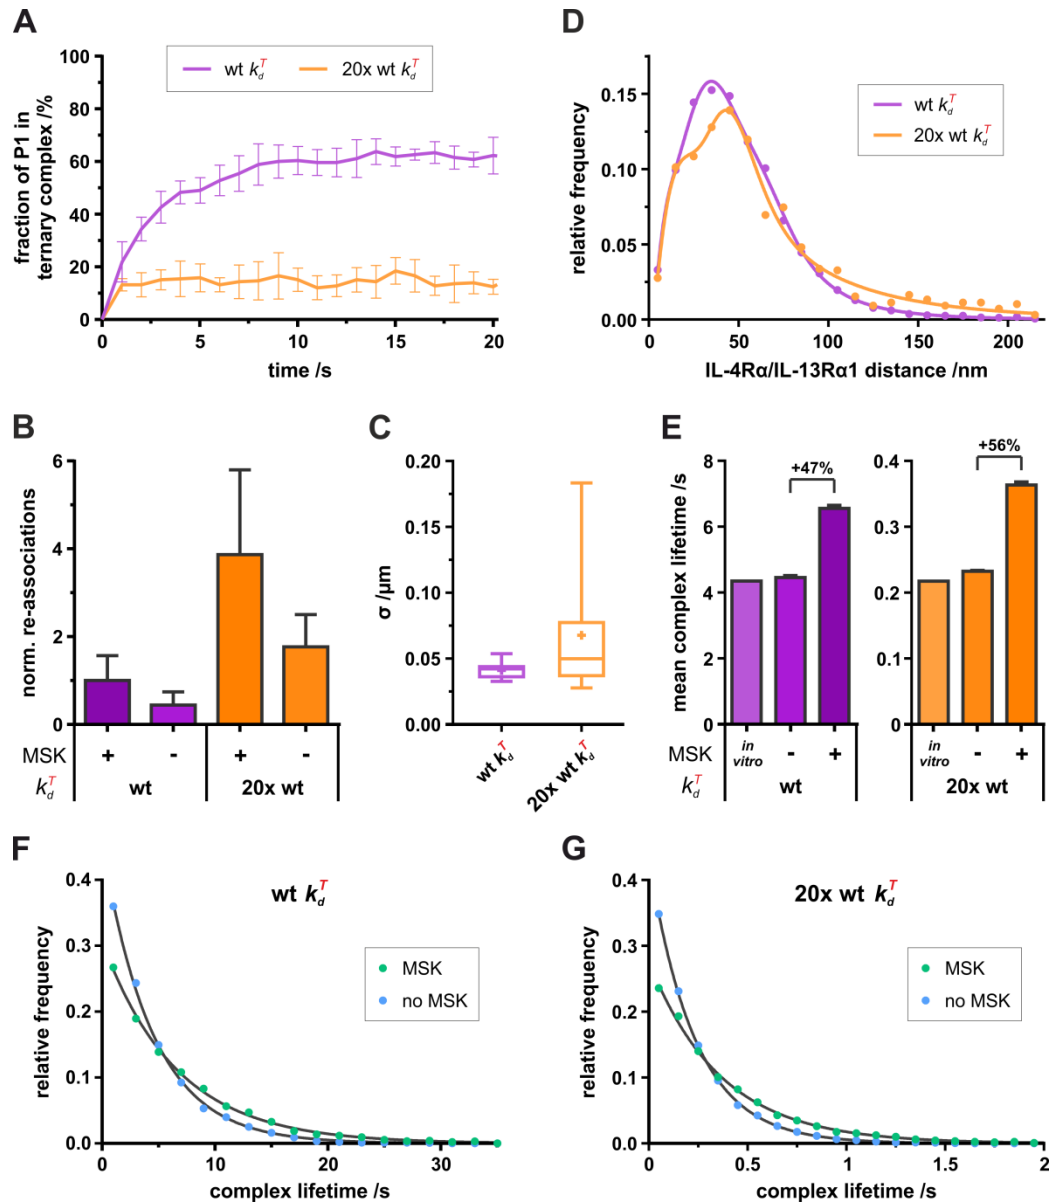 A
wt k_d^T
20x wt k_d^T
fraction of P1 in
ternary complex /%
100
80
60
40
20
0
0 5 10 15 20
time /s
D
wt k_d^T
20x wt k_d^T
relative frequency
0.15
0.10
0.05
0.00
0 50 100 150 200
IL-4Rα/IL-13Rα1 distance /nm
B
norm. re-associations
6
4
2
0
MSK + - + -
k_d^T wt 20x wt
C
σ /µm
0.20
0.15
0.10
0.05
0.00
wt k_d^T
20x wt k_d^T
E
mean complex lifetime /s
8
6
4
2
0
+47%
MSK in vitro - +
k_d^T wt
0.4
0.3
0.2
0.1
0
+56%
in vitro - +
20x wt
F
wt k_d^T
MSK
no MSK
relative frequency
0.4
0.3
0.2
0.1
0.0
0 10 20 30
complex lifetime /s
G
20x wt k_d^T
MSK
no MSK
relative frequency
0.4
0.3
0.2
0.1
0.0
0 0.5 1 1.5 2
complex lifetime /s